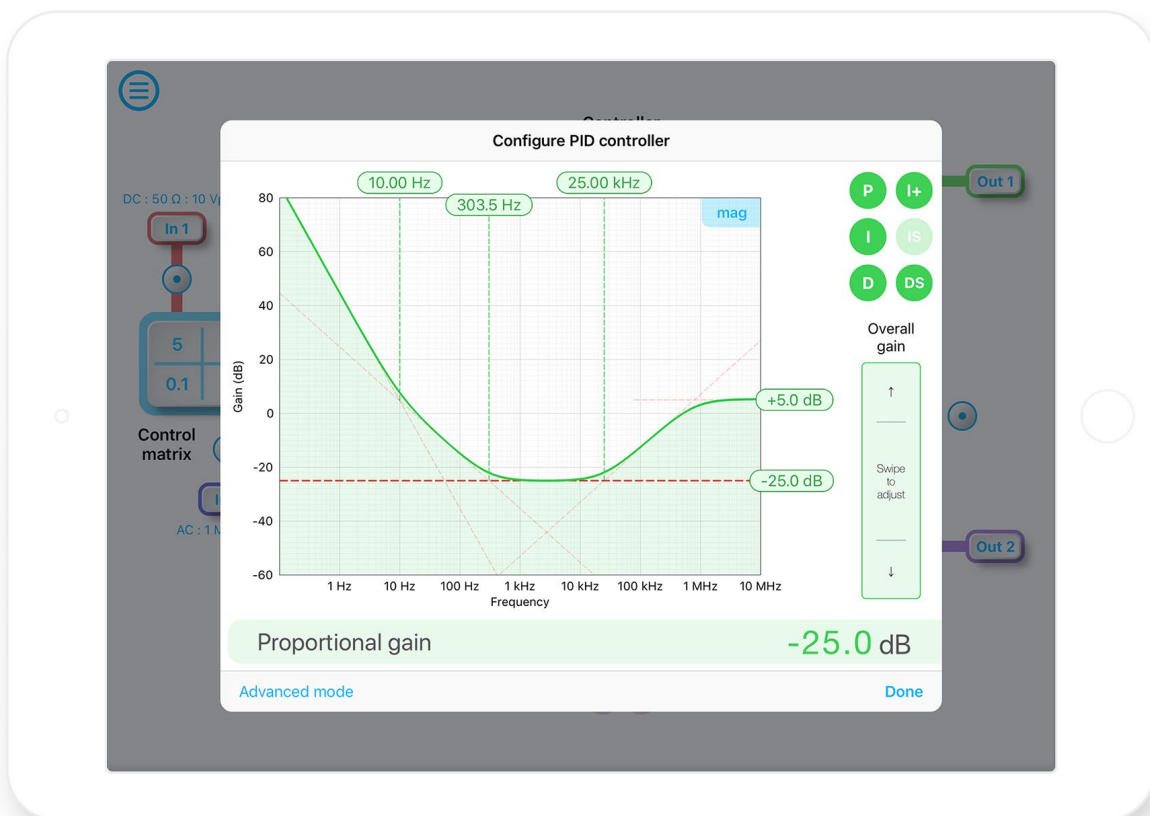 Configure PID controller
10.00 Hz
25.00 kHz
303.5 Hz
mag
80
60
40
20
0
-20
-40
-60
Gain (dB)
1 Hz
10 Hz
100 Hz
1 kHz
10 kHz
100 kHz
1 MHz
10 MHz
Frequency
+5.0 dB
-25.0 dB
P
I+
I
IS
D
DS
Overall
gain
↑
Swipe
to
adjust
↓
Proportional gain
-25.0 dB
Advanced mode
Done
DC : 50 Ω : 10
In 1
5
0.1
Control
matrix
AC : 1
Out 1
Out 2